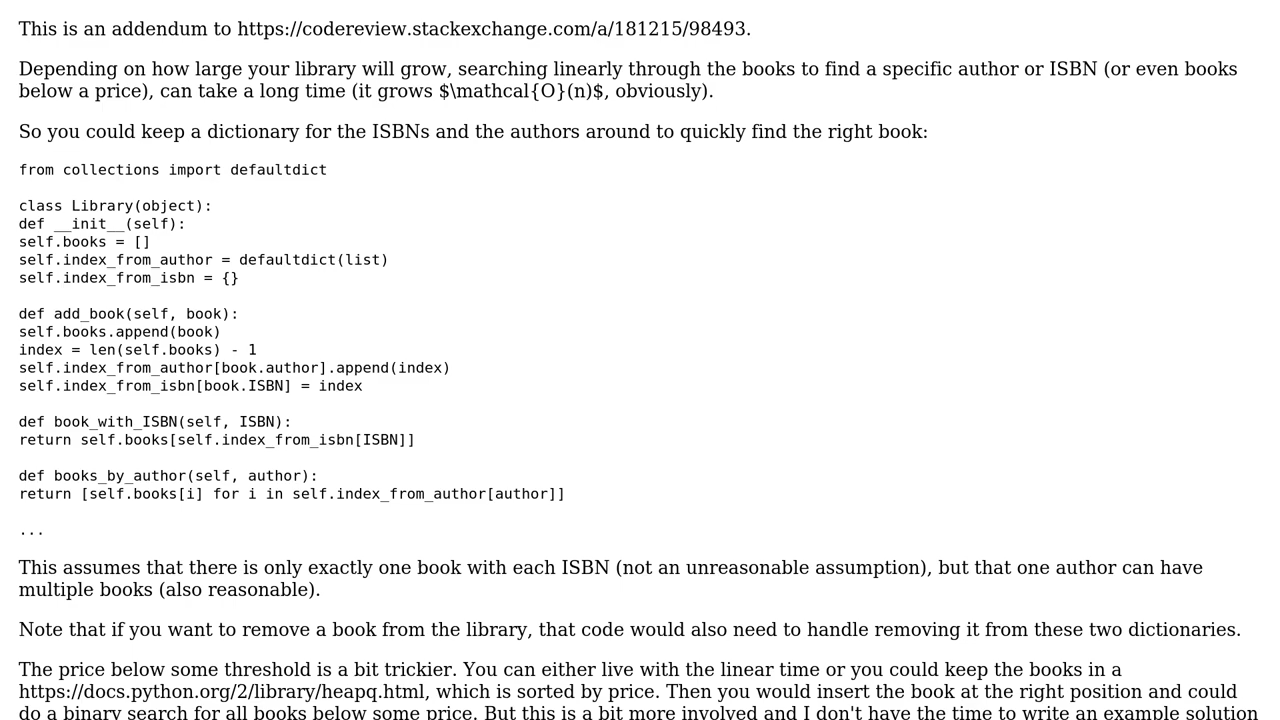 This is an addendum to https://codereview.stackexchange.com/a/181215/98493.
Depending on how large your library will grow, searching linearly through the books to find a specific author or ISBN (or even books
below a price), can take a long time (it grows $\mathcal{O}(n)$, obviously).
So you could keep a dictionary for the ISBNs and the authors around to quickly find the right book:
from collections import defaultdict
class Library(object):
def __init__(self):
self.books = []
self.index_from_author = defaultdict(list)
self.index_from_isbn = {}
def add_book(self, book):
self.books.append(book)
index = len(self.books) - 1
self.index_from_author[book.author].append(index)
self.index_from_isbn[book.ISBN] = index
def book_with_ISBN(self, ISBN):
return self.books[self.index_from_isbn[ISBN]]
def books_by_author(self, author):
return [self.books[i] for i in self.index_from_author[author]]
...
This assumes that there is only exactly one book with each ISBN (not an unreasonable assumption), but that one author can have
multiple books (also reasonable).
Note that if you want to remove a book from the library, that code would also need to handle removing it from these two dictionaries.
The price below some threshold is a bit trickier. You can either live with the linear time or you could keep the books in a
https://docs.python.org/2/library/heapq.html, which is sorted by price. Then you would insert the book at the right position and could
do a binary search for all books below some price. But this is a bit more involved and I don't have the time to write an example solution